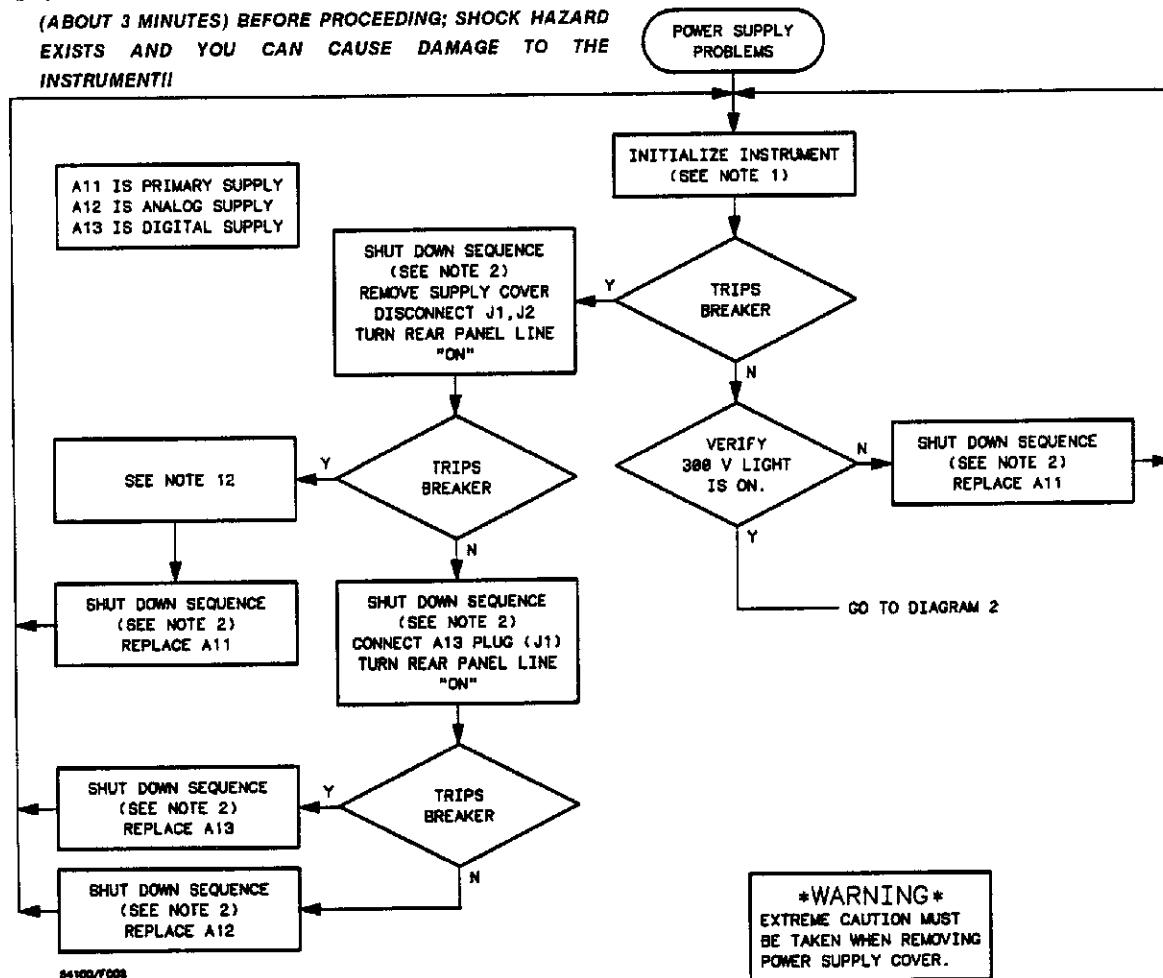 (ABOUT 3 MINUTES) BEFORE PROCEEDING; SHOCK HAZARD
EXISTS AND YOU CAN CAUSE DAMAGE TO THE
INSTRUMENT!!
POWER SUPPLY
PROBLEMS
INITIALIZE INSTRUMENT
(SEE NOTE 1)
A11 IS PRIMARY SUPPLY
A12 IS ANALOG SUPPLY
A13 IS DIGITAL SUPPLY
SHUT DOWN SEQUENCE
(SEE NOTE 2)
REMOVE SUPPLY COVER
DISCONNECT J1,J2
TURN REAR PANEL LINE
"ON"
Y
TRIPS
BREAKER
N
VERIFY
300 V LIGHT
IS ON.
N
SHUT DOWN SEQUENCE
(SEE NOTE 2)
REPLACE A11
Y
GO TO DIAGRAM 2
SEE NOTE 12
Y
TRIPS
BREAKER
N
SHUT DOWN SEQUENCE
(SEE NOTE 2)
REPLACE A11
SHUT DOWN SEQUENCE
(SEE NOTE 2)
CONNECT A13 PLUG (J1)
TURN REAR PANEL LINE
"ON"
SHUT DOWN SEQUENCE
(SEE NOTE 2)
REPLACE A13
Y
TRIPS
BREAKER
N
SHUT DOWN SEQUENCE
(SEE NOTE 2)
REPLACE A12
*WARNING*
EXTREME CAUTION MUST
BE TAKEN WHEN REMOVING
POWER SUPPLY COVER.